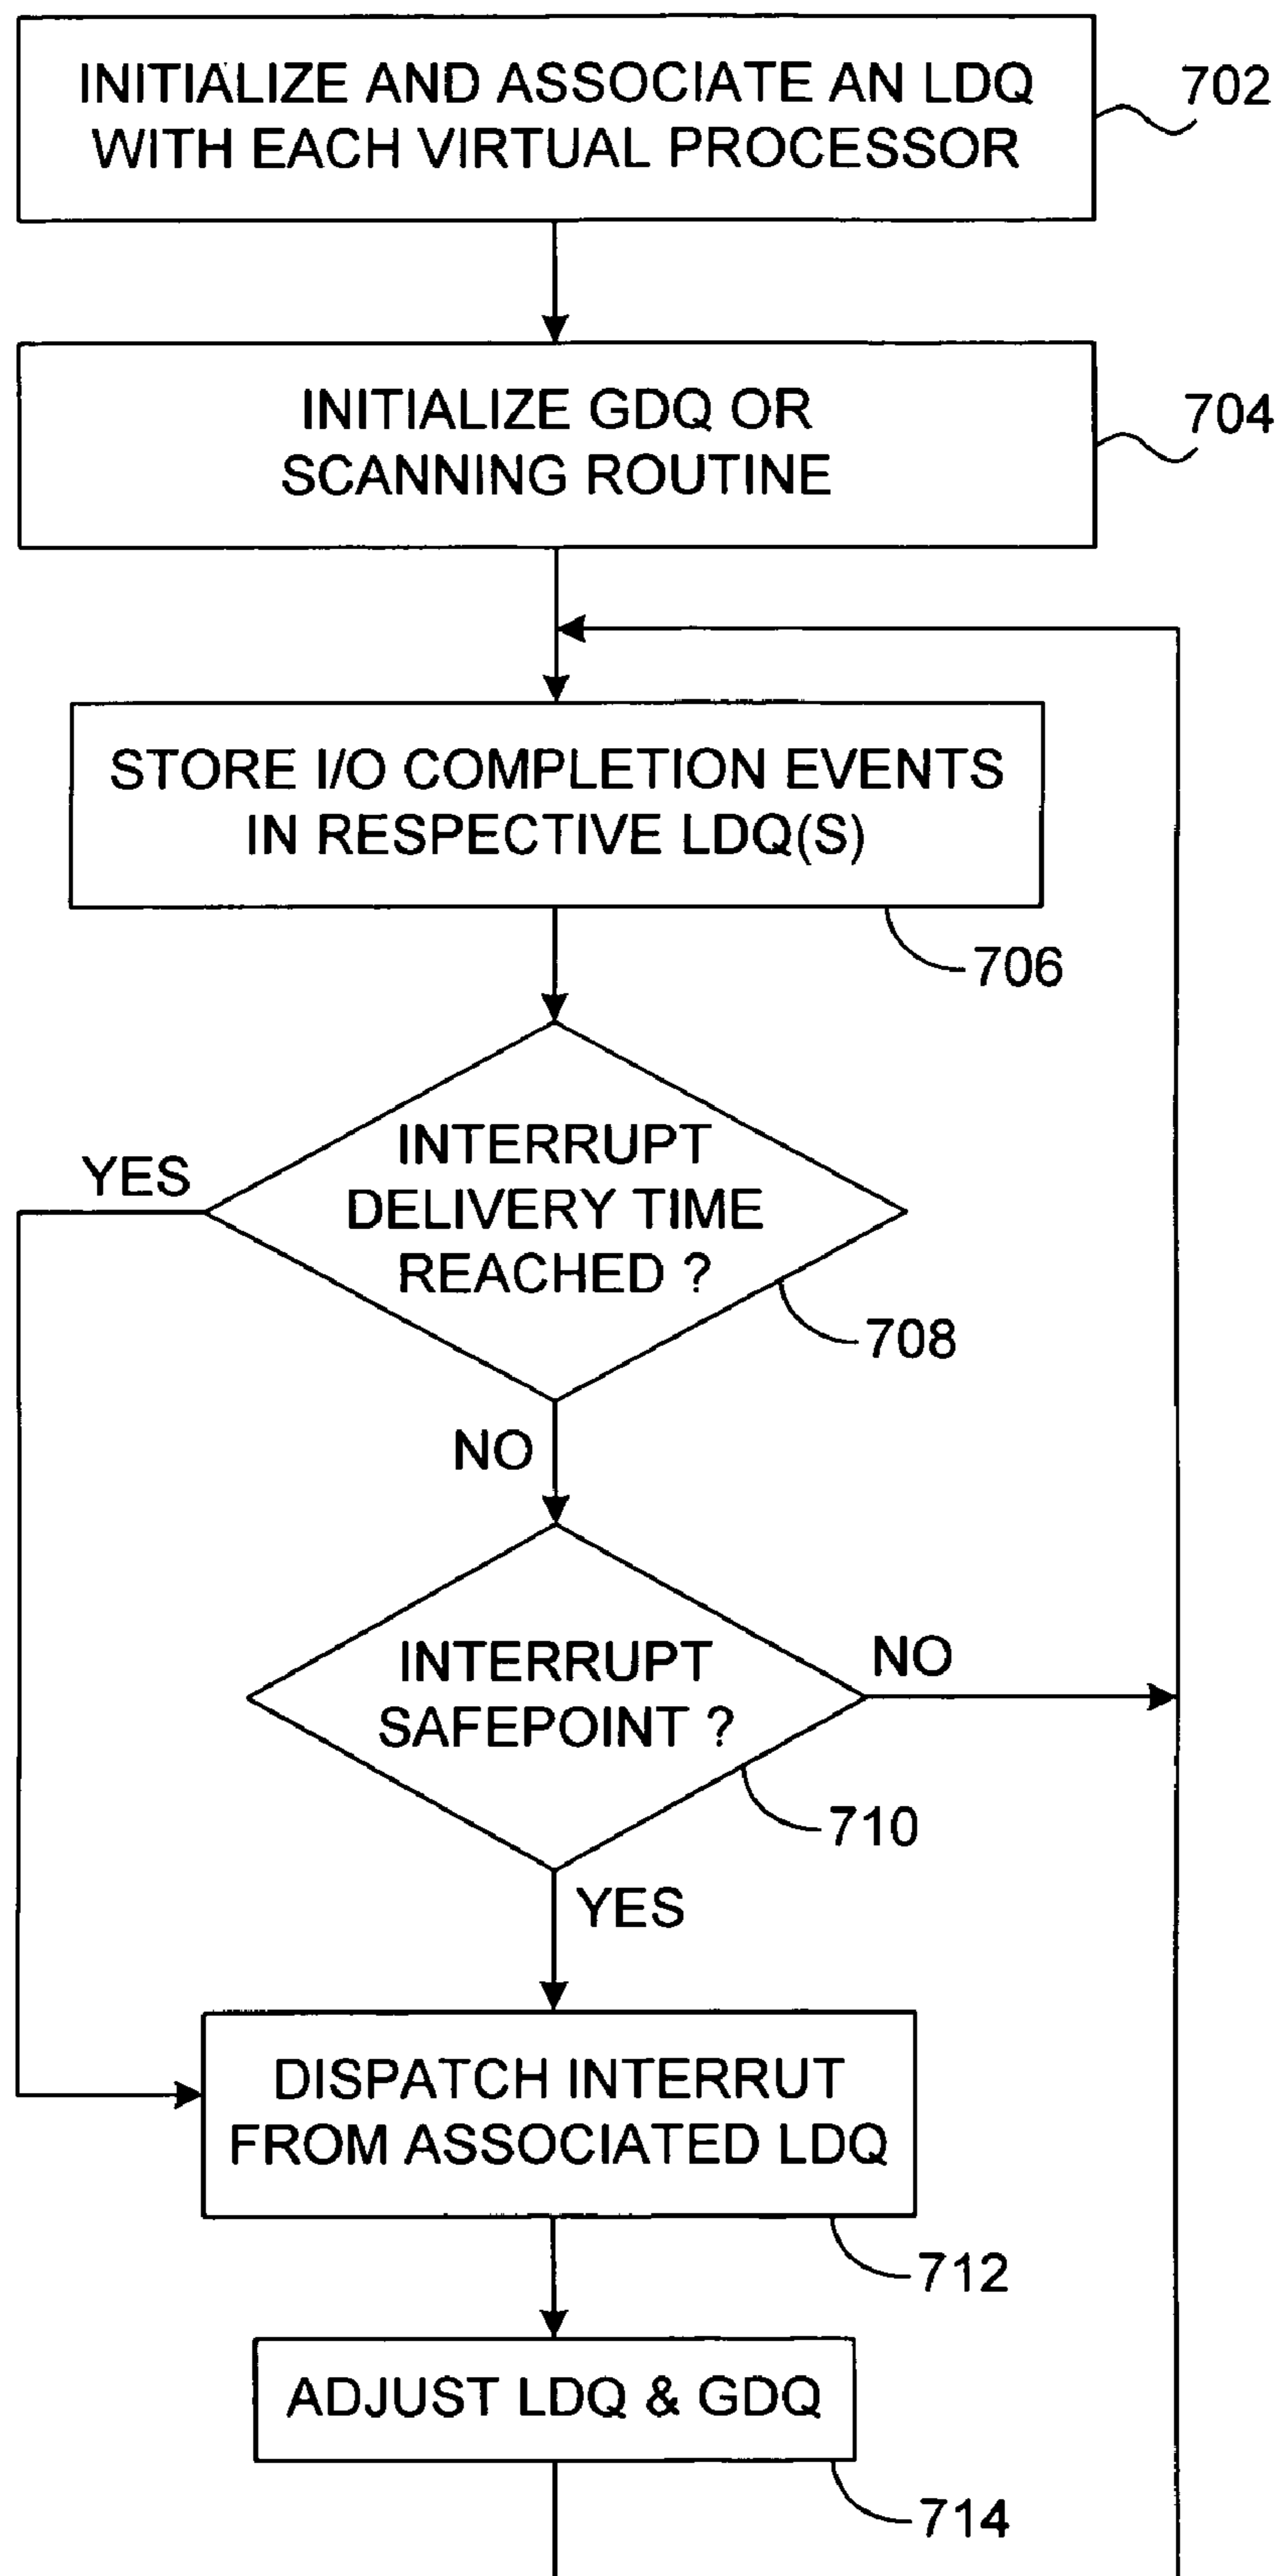 INITIALIZE AND ASSOCIATE AN LDQ
WITH EACH VIRTUAL PROCESSOR
702
INITIALIZE GDQ OR
SCANNING ROUTINE
704
STORE I/O COMPLETION EVENTS
IN RESPECTIVE LDQ(S)
706
INTERRUPT
DELIVERY TIME
REACHED ?
YES
708
NO
INTERRUPT
SAFEPOINT ?
NO
710
YES
DISPATCH INTERRUT
FROM ASSOCIATED LDQ
712
ADJUST LDQ & GDQ
714